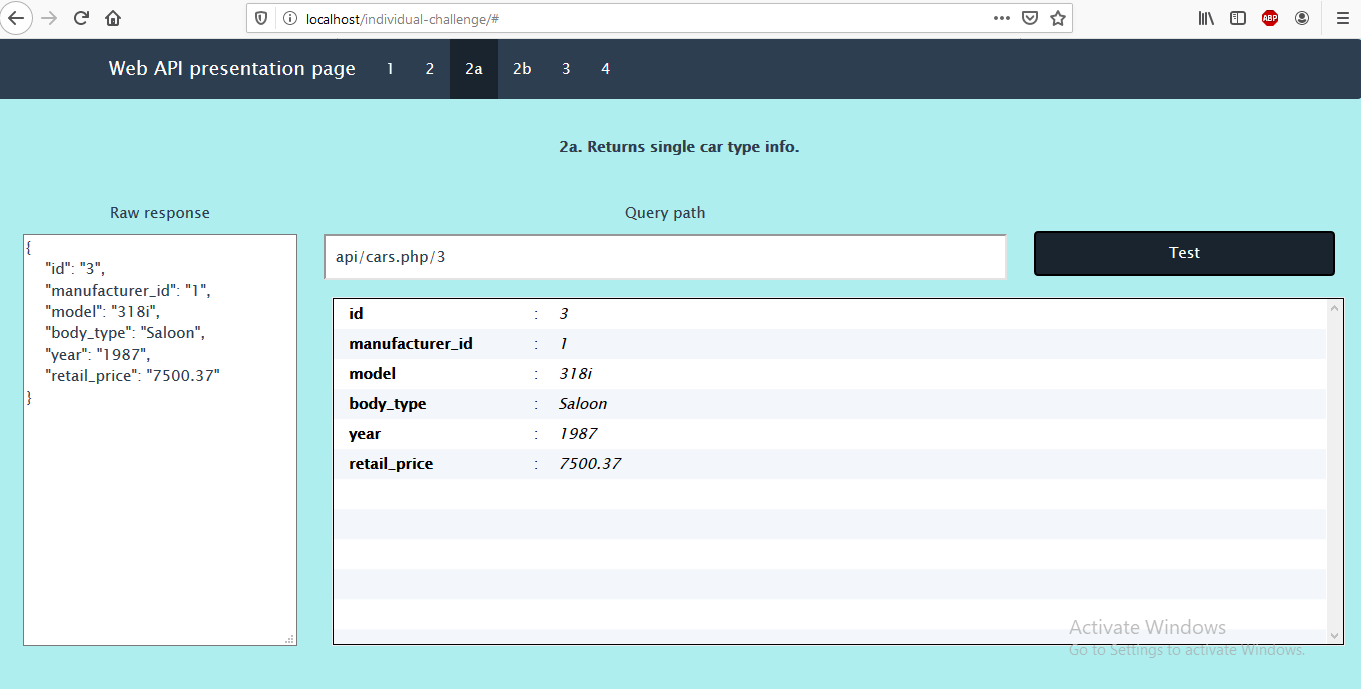 localhost/individual-challenge/#
ABP
Web API presentation page 1 2 2a 2b 3 4
2a. Returns single car type info.
Raw response
Query path
{
"id": "3",
"manufacturer_id": "1",
"model": "318i",
"body_type": "Saloon",
"year": "1987",
"retail_price": "7500.37"
}
api/cars.php/3
Test
id : 3
manufacturer_id : 1
model : 318i
body_type : Saloon
year : 1987
retail_price : 7500.37
Activate Windows
Go to Settings to activate Windows.